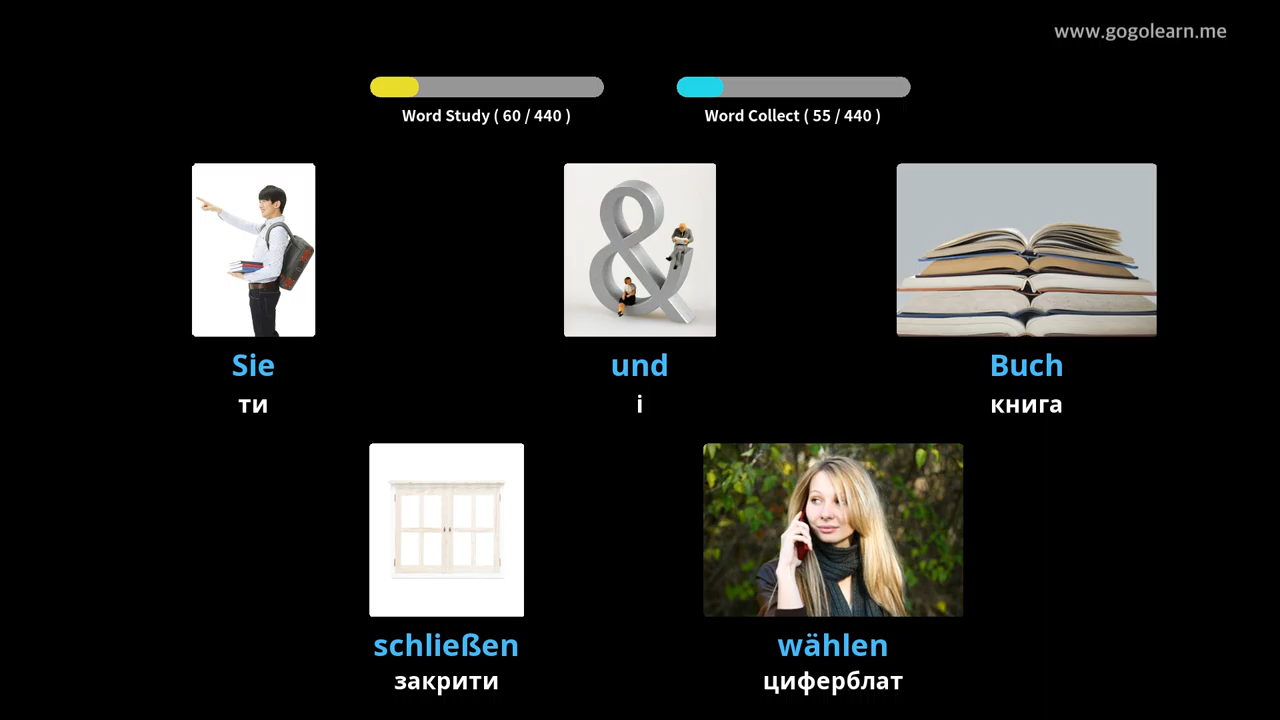 www.gogolearn.me
Word Study ( 60 / 440 )
Word Collect ( 55 / 440 )
Sie
ти
und
і
Buch
книга
schließen
закрити
wählen
циферблат